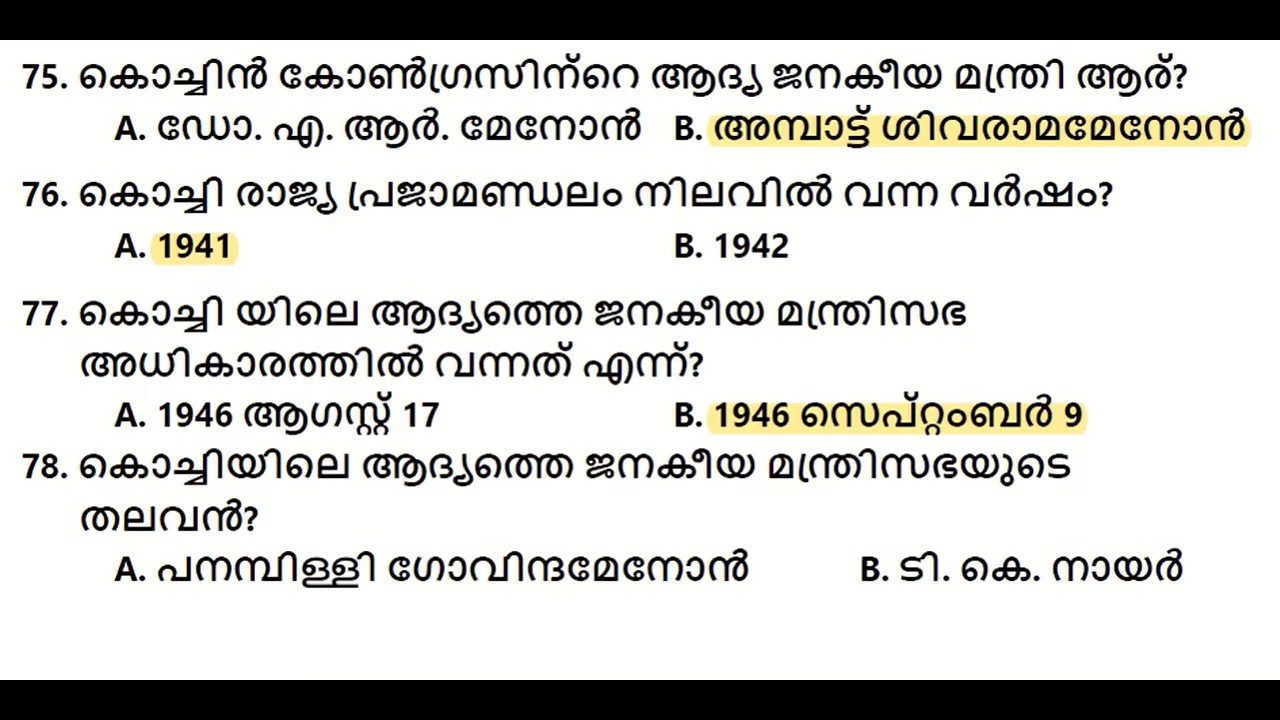 75. കൊച്ചിൻ കോൺഗ്രസിന്റെ ആദ്യ ജനകീയ മന്ത്രി ആര്?
A. ഡോ. എ. ആർ. മേനോൻ B. അമ്പാട്ട് ശിവരാമമേനോൻ
76. കൊച്ചി രാജ്യ പ്രജാമണ്ഡലം നിലവിൽ വന്ന വർഷം?
A. 1941 B. 1942
77. കൊച്ചി യിലെ ആദ്യത്തെ ജനകീയ മന്ത്രിസഭ
അധികാരത്തിൽ വന്നത് എന്ന്?
A. 1946 ആഗസ്റ്റ് 17 B. 1946 സെപ്റ്റംബർ 9
78. കൊച്ചിയിലെ ആദ്യത്തെ ജനകീയ മന്ത്രിസഭയുടെ
തലവൻ?
A. പനമ്പിള്ളി ഗോവിന്ദമേനോൻ B. ടി. കെ. നായർ